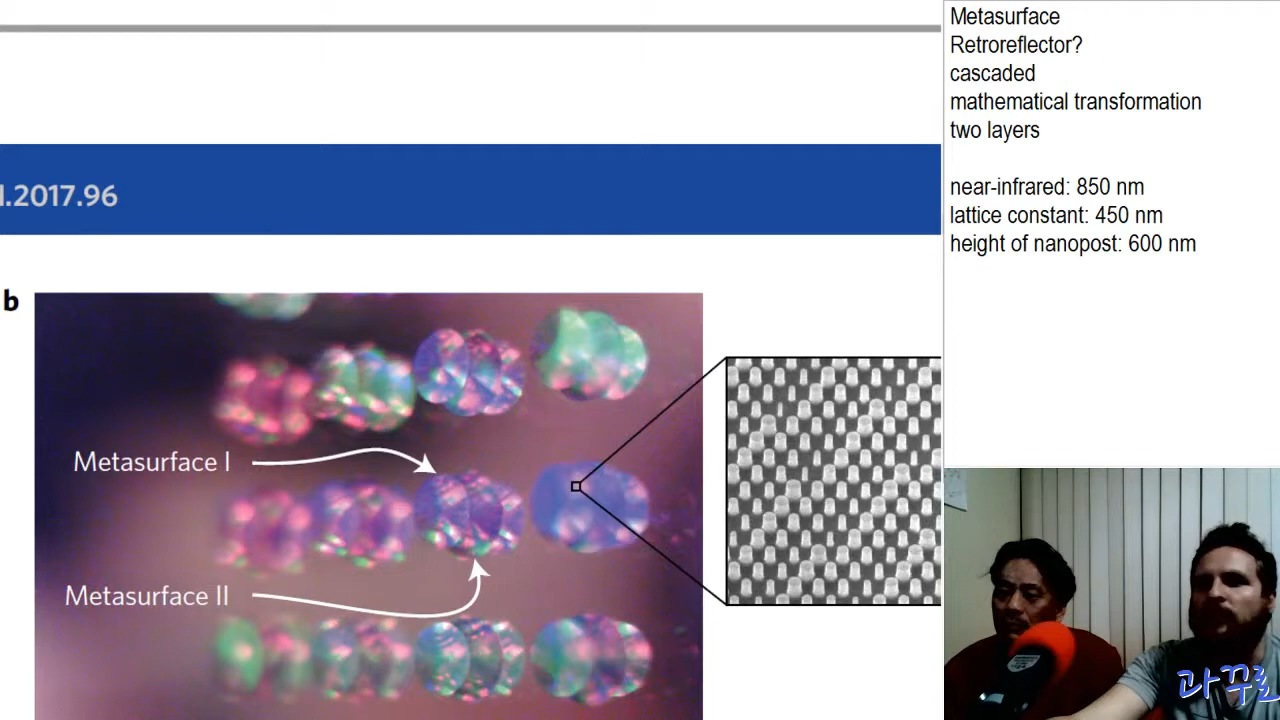 Metasurface
Retroreflector?
cascaded
mathematical transformation
two layers
near-infrared: 850 nm
lattice constant: 450 nm
height of nanopost: 600 nm
.2017.96
b
Metasurface I
Metasurface II
과꾸로